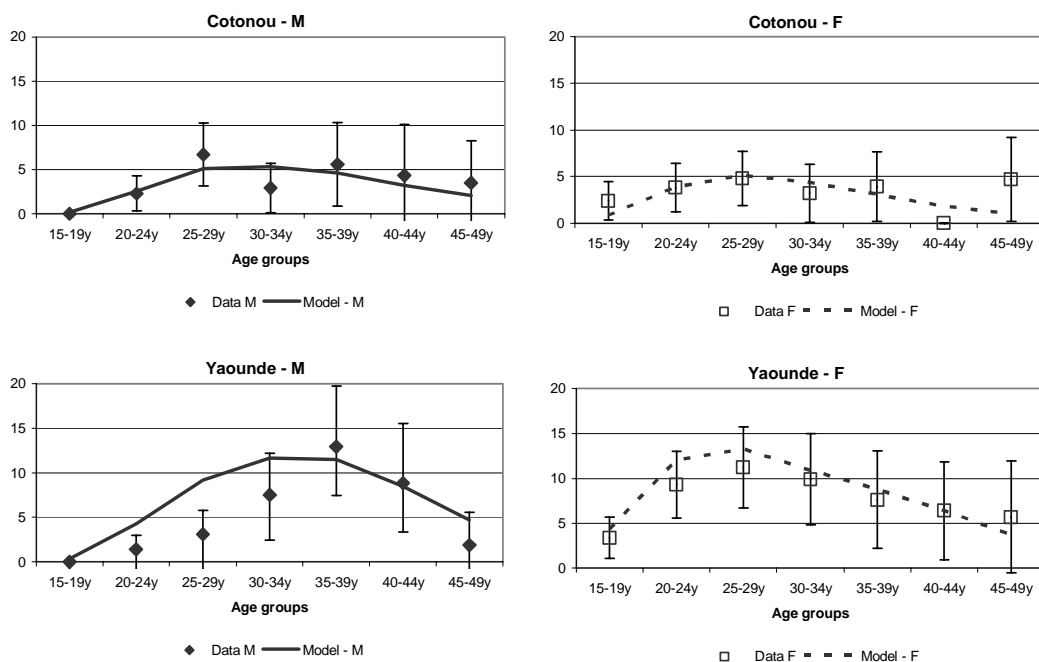 Cotonou - M
20
15
10
5
0
15-19y 20-24y 25-29y 30-34y 35-39y 40-44y 45-49y
Age groups
Data M Model - M
Cotonou - F
20
15
10
5
0
15-19y 20-24y 25-29y 30-34y 35-39y 40-44y 45-49y
Age groups
Data F Model - F
Yaounde - M
20
15
10
5
0
15-19y 20-24y 25-29y 30-34y 35-39y 40-44y 45-49y
Age groups
Data M Model - M
Yaounde - F
20
15
10
5
0
15-19y 20-24y 25-29y 30-34y 35-39y 40-44y 45-49y
Age groups
Data F Model - F